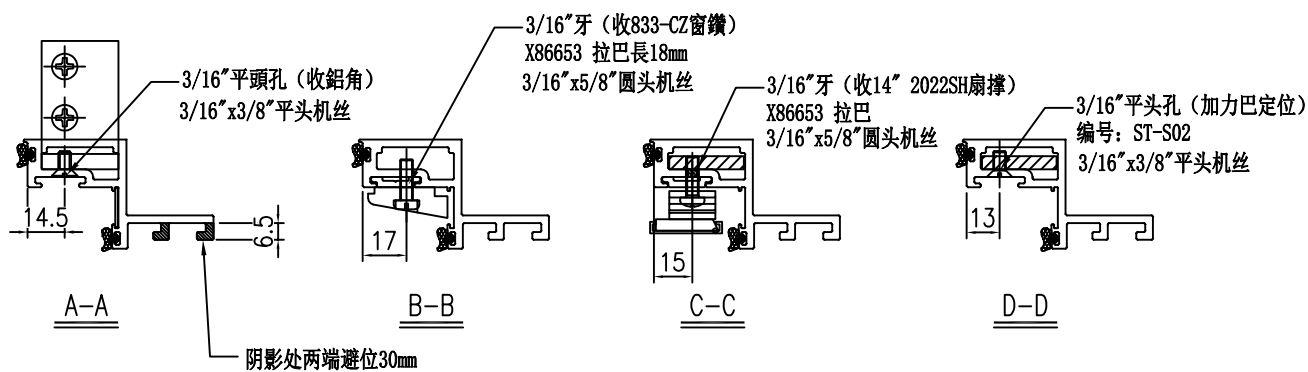 3/16"平頭孔（收鋁角）
3/16"x3/8"平头机丝
14.5
6.5
A-A
阴影处两端避位30mm
3/16"牙（收833-CZ窗鑽）
X86653 拉巴長18mm
3/16"x5/8"圆头机丝
17
B-B
3/16"牙（收14" 2022SH扇撐）
X86653 拉巴
3/16"x5/8"圆头机丝
15
C-C
3/16"平头孔（加力巴定位）
编号：ST-S02
3/16"x3/8"平头机丝
13
D-D